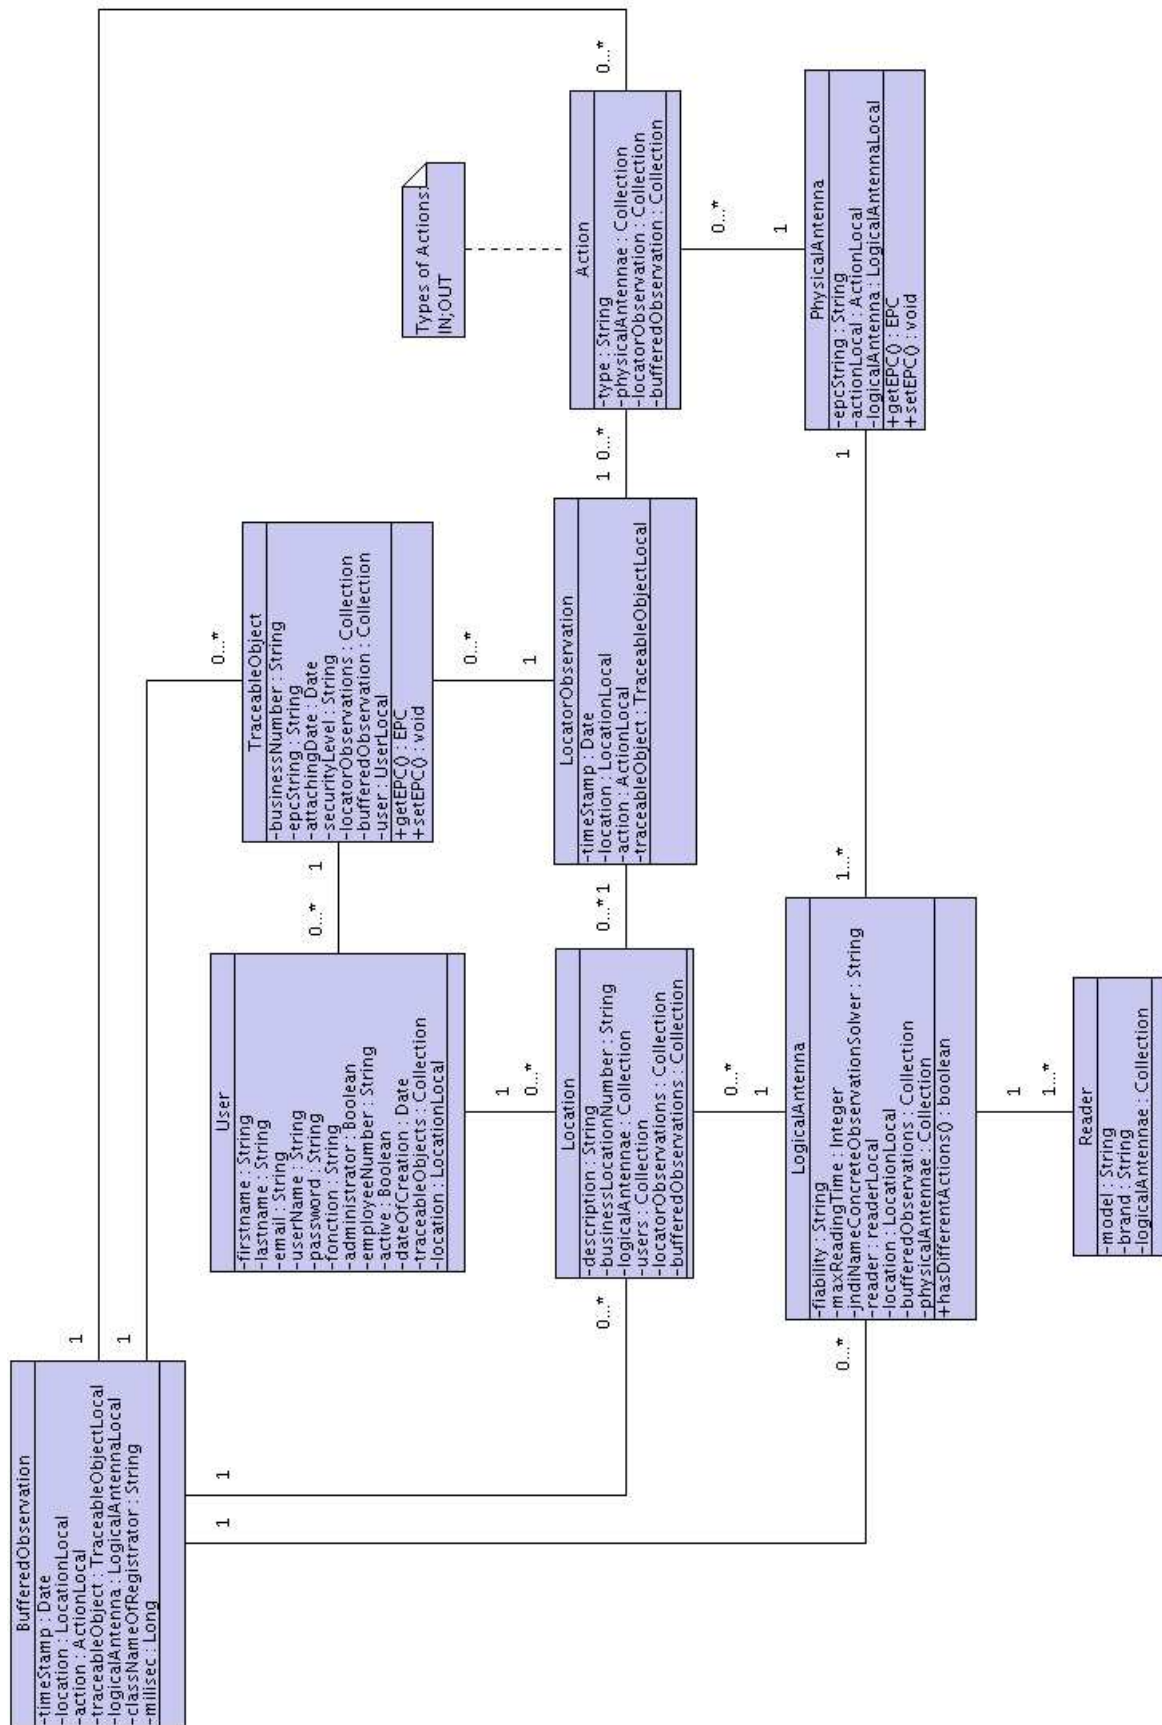 BufferedObservation
-timeStamp : Date
-location : LocationLocal
-action : ActionLocal
-traceableObject : TraceableObjectLocal
-logicalAntenna : LogicalAntennaLocal
-classNameOfRegistrator : String
-milisec : Long
1
1
1
1
User
-firstname : String
-lastname : String
-email : String
-userName : String
-password : String
-fonction : String
-administrator : Boolean
-employeeNumber : String
-active : Boolean
-dateOfCreation : Date
-traceableObjects : Collection
-location : LocationLocal
0...*
1
TraceableObject
-businessNumber : String
-epcString : String
-attachingDate : Date
-securityLevel : String
-locatorObservations : Collection
-bufferedObservation : Collection
-user : UserLocal
+getEPC() : EPC
+setEPC() : void
0...*
0...*
1
Types of Actions:
IN;OUT
1
0...*
Location
-description : String
-businessLocationNumber : String
-logicalAntennae : Collection
-users : Collection
-locatorObservations : Collection
-bufferedObservations : Collection
0...*
0...*
1
LocatorObservation
-timeStamp : Date
-location : LocationLocal
-action : ActionLocal
-traceableObject : TraceableObjectLocal
1
0...*
Action
-type : String
-physicalAntennae : Collection
-locatorObservation : Collection
-bufferedObservation : Collection
0...*
0...*
1
0...*
1
LogicalAntenna
-fiability : String
-maxReadingTime : Integer
-jndiNameConcreteObservationSolver : String
-reader : readerLocal
-location : LocationLocal
-bufferedObservations : Collection
-physicalAntennae : Collection
+hasDifferentActions() : boolean
0...*
1...*
1
PhysicalAntenna
-epcString : String
-actionLocal : ActionLocal
-logicalAntenna : LogicalAntennaLocal
+getEPC() : EPC
+setEPC() : void
1
1...*
Reader
-model : String
-brand : String
-logicalAntennae : Collection